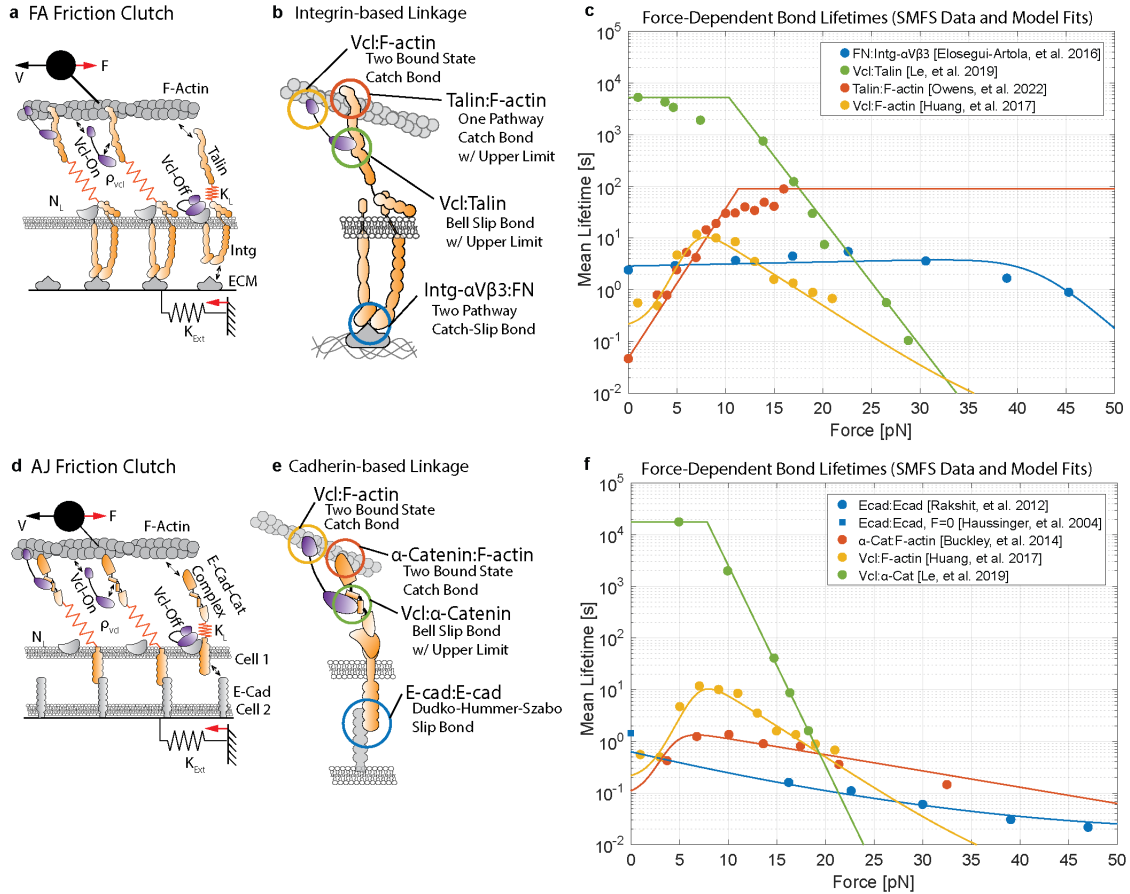 a FA Friction Clutch
V
F
F-Actin
Vcl-On
ρvcl
Vcl-Off
Talin
KL
NL
Intg
ECM
KExt
b Integrin-based Linkage
Vcl:F-actin
Two Bound State
Catch Bond
Talin:F-actin
One Pathway
Catch Bond
w/ Upper Limit
Vcl:Talin
Bell Slip Bond
w/ Upper Limit
Intg-αVβ3:FN
Two Pathway
Catch-Slip Bond
c Force-Dependent Bond Lifetimes (SMFS Data and Model Fits)
FN:Intg-αVβ3 [Elosegui-Artola, et al. 2016]
Vcl:Talin [Le, et al. 2019]
Talin:F-actin [Owens, et al. 2022]
Vcl:F-actin [Huang, et al. 2017]
Mean Lifetime [s]
10^5
10^4
10^3
10^2
10^1
10^0
10^-1
10^-2
0 5 10 15 20 25 30 35 40 45 50
Force [pN]
d AJ Friction Clutch
V
F
F-Actin
Vcl-On
ρvcl
Vcl-Off
E-Cad-Cat
Complex
KL
N
Cell 1
E-Cad
Cell 2
KExt
e Cadherin-based Linkage
Vcl:F-actin
Two Bound State
Catch Bond
α-Catenin:F-actin
Two Bound State
Catch Bond
Vcl:α-Catenin
Bell Slip Bond
w/ Upper Limit
E-cad:E-cad
Dudko-Hummer-Szabo
Slip Bond
f Force-Dependent Bond Lifetimes (SMFS Data and Model Fits)
Ecad:Ecad [Rakshit, et al. 2012]
Ecad:Ecad, F=0 [Haussinger, et al. 2004]
α-Cat:F-actin [Buckley, et al. 2014]
Vcl:F-actin [Huang, et al. 2017]
Vcl:α-Cat [Le, et al. 2019]
Mean Lifetime [s]
10^5
10^4
10^3
10^2
10^1
10^0
10^-1
10^-2
0 5 10 15 20 25 30 35 40 45 50
Force [pN]